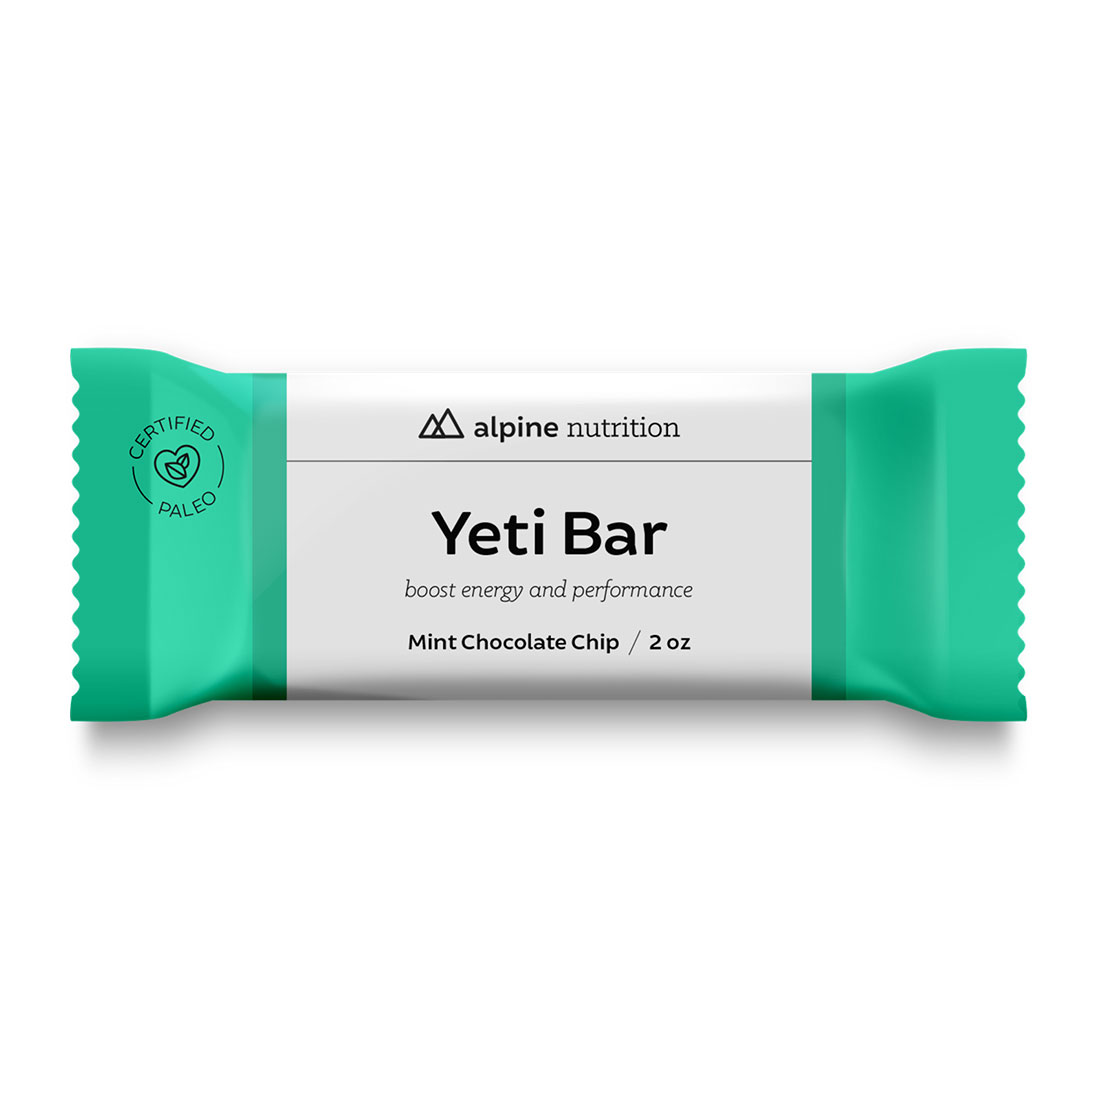 CERTIFIED
PALEO
alpine nutrition
Yeti Bar
boost energy and performance
Mint Chocolate Chip / 2 oz